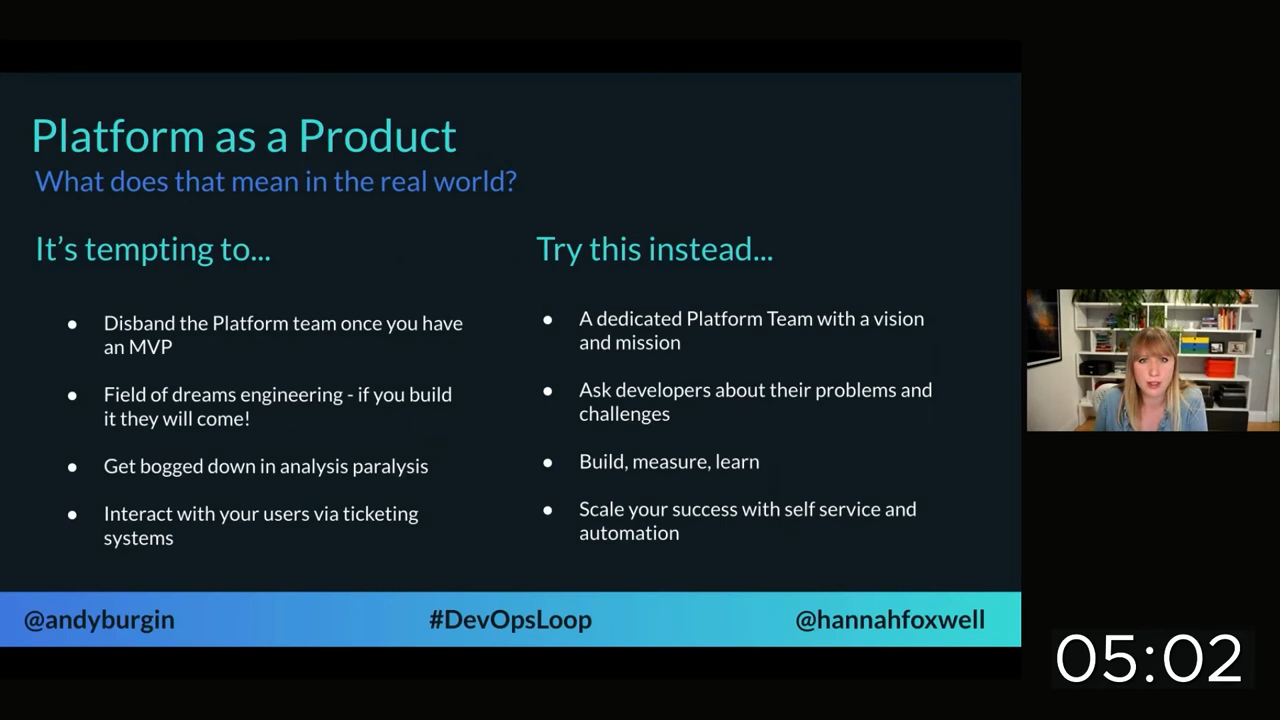 Platform as a Product
What does that mean in the real world?
It's tempting to...
● Disband the Platform team once you have
an MVP
● Field of dreams engineering - if you build
it they will come!
● Get bogged down in analysis paralysis
● Interact with your users via ticketing
systems
Try this instead...
● A dedicated Platform Team with a vision
and mission
● Ask developers about their problems and
challenges
● Build, measure, learn
● Scale your success with self service and
automation
@andyburgin
#DevOpsLoop
@hannahfoxwell
05:02